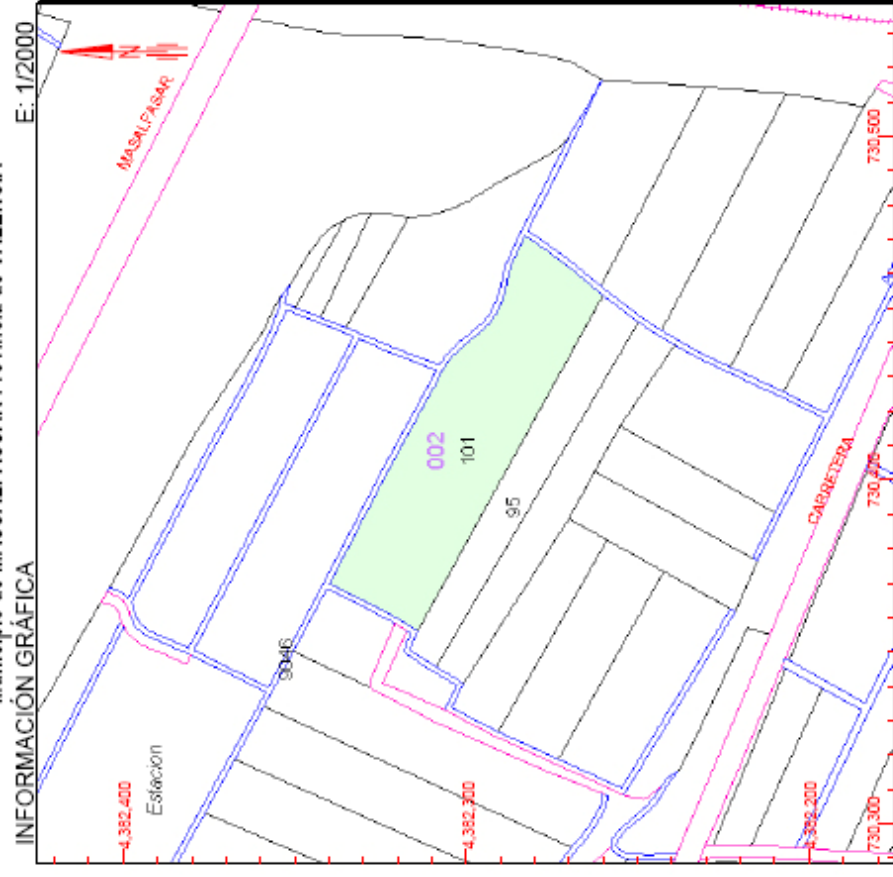 INFORMACIÓN GRÁFICA
E: 1/2000
N
MASALFASAR
002
101
95
9046
Estacion
CARRETERA
4,382,400
4,382,300
4,382,200
730,300
730,400
730,500